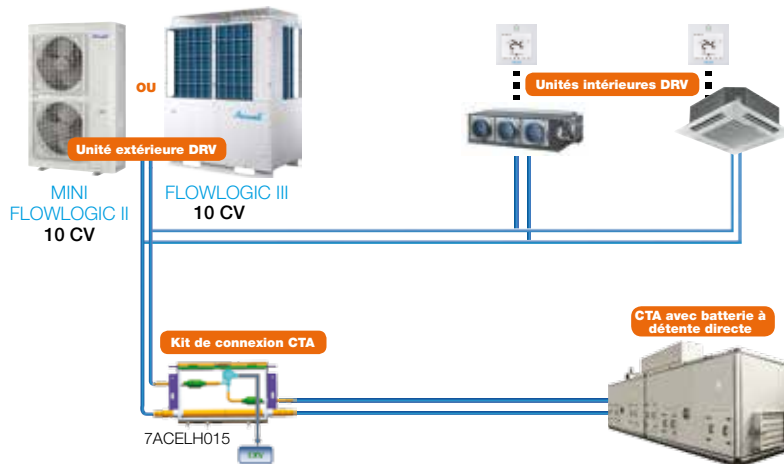 ou
Unités intérieures DRV
Unité extérieure DRV
MINI
FLOWLOGIC II
10 CV
FLOWLOGIC III
10 CV
Kit de connexion CTA
CTA avec batterie à
détente directe
7ACELH015